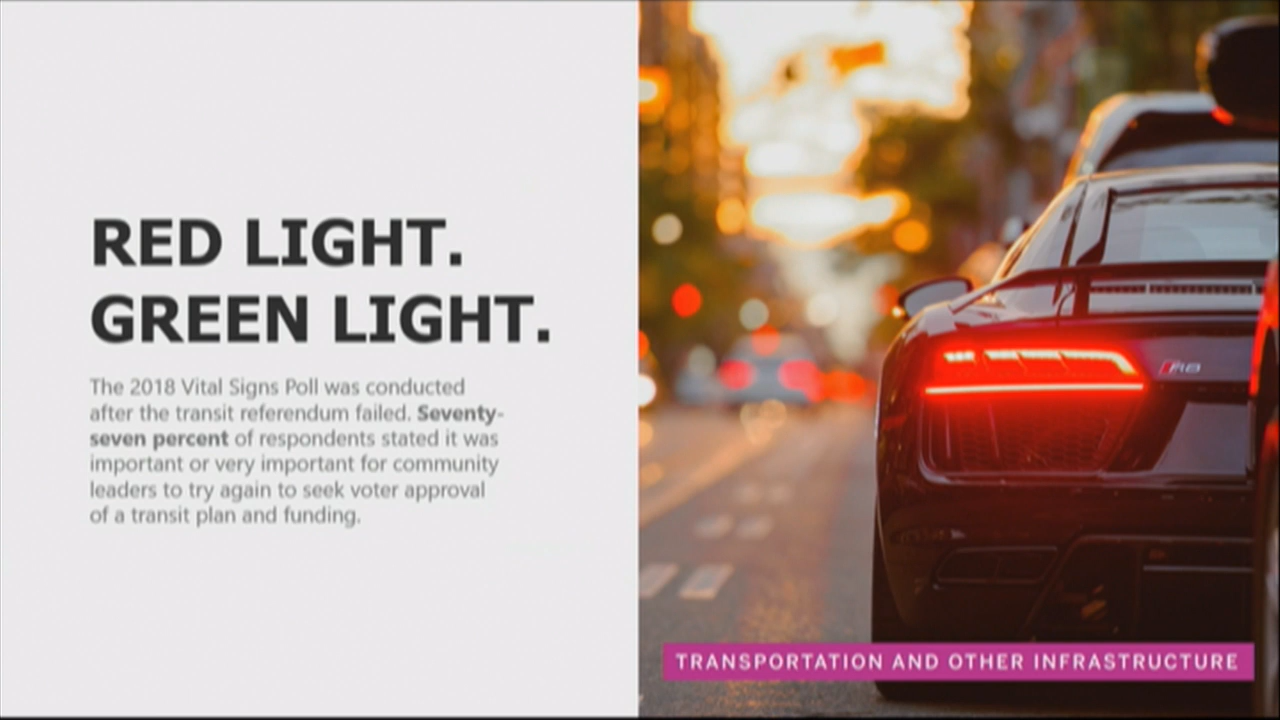 RED LIGHT.
GREEN LIGHT.
The 2018 Vital Signs Poll was conducted
after the transit referendum failed. Seventy-
seven percent of respondents stated it was
important or very important for community
leaders to try again to seek voter approval
of a transit plan and funding.
R8
TRANSPORTATION AND OTHER INFRASTRUCTURE